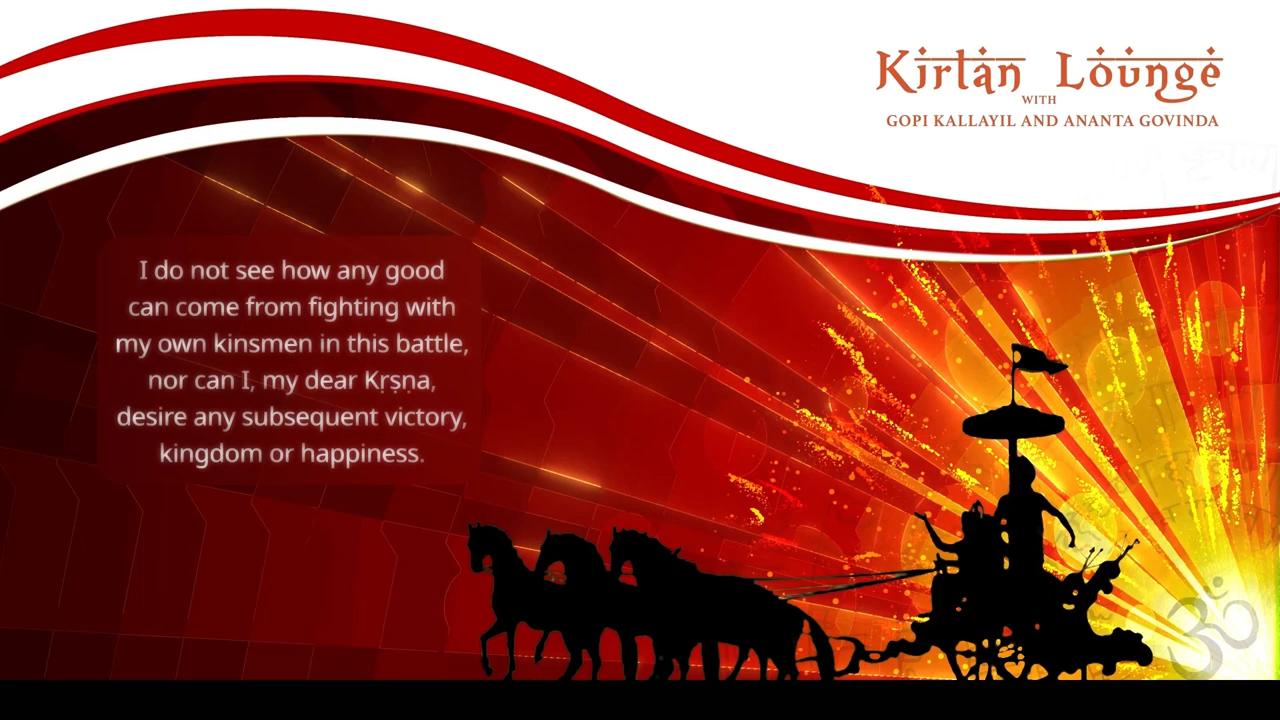 Kirtan Lounge
WITH
GOPI KALLAYIL AND ANANTA GOVINDA
I do not see how any good
can come from fighting with
my own kinsmen in this battle,
nor can I, my dear Kṛṣṇa,
desire any subsequent victory,
kingdom or happiness.
ॐ